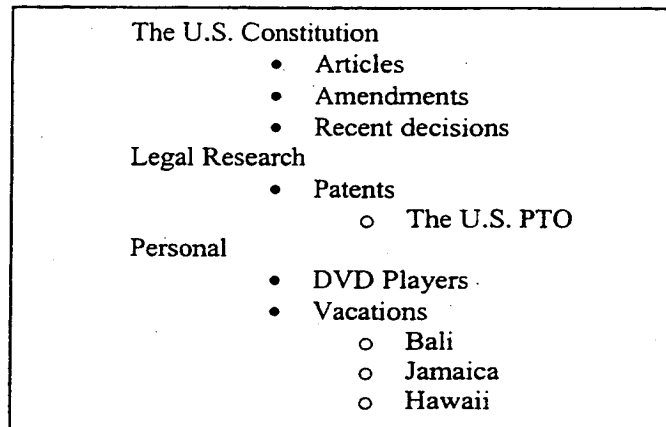 The U.S. Constitution
• Articles
• Amendments
• Recent decisions
Legal Research
• Patents
o The U.S. PTO
Personal
• DVD Players
• Vacations
o Bali
o Jamaica
o Hawaii